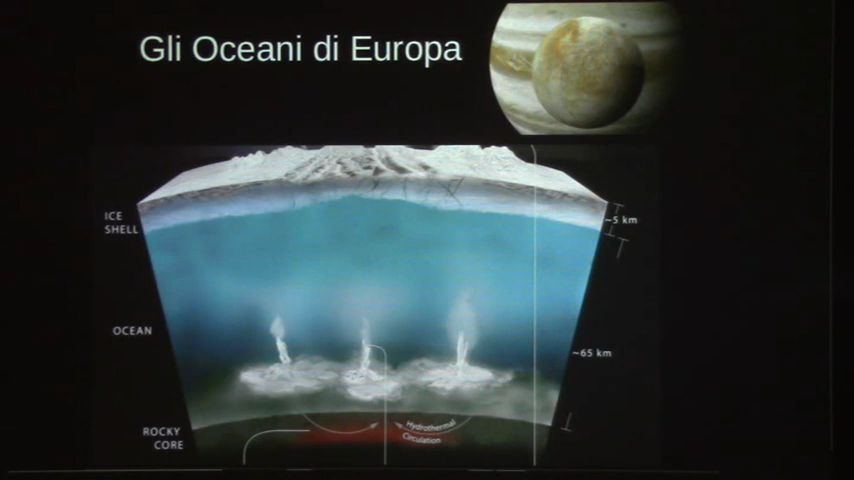 Gli Oceani di Europa
ICE
SHELL
~5 km
OCEAN
~65 km
ROCKY
CORE
Hydrothermal
Circulation